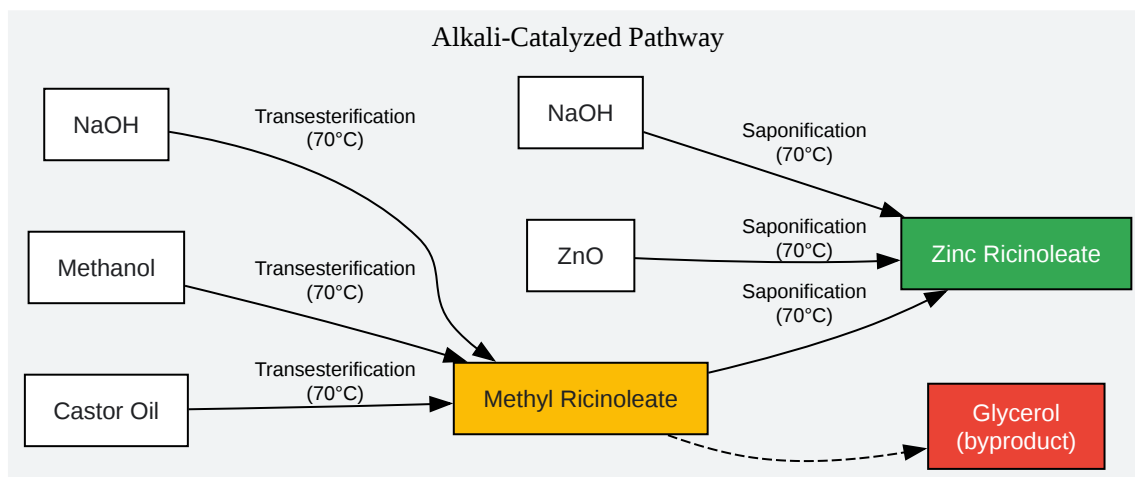 Alkali-Catalyzed Pathway
NaOH
Transesterification
(70°C)
NaOH
Saponification
(70°C)
Methanol
Transesterification
(70°C)
ZnO
Saponification
(70°C)
Zinc Ricinoleate
Saponification
(70°C)
Castor Oil
Transesterification
(70°C)
Methyl Ricinoleate
Glycerol
(byproduct)